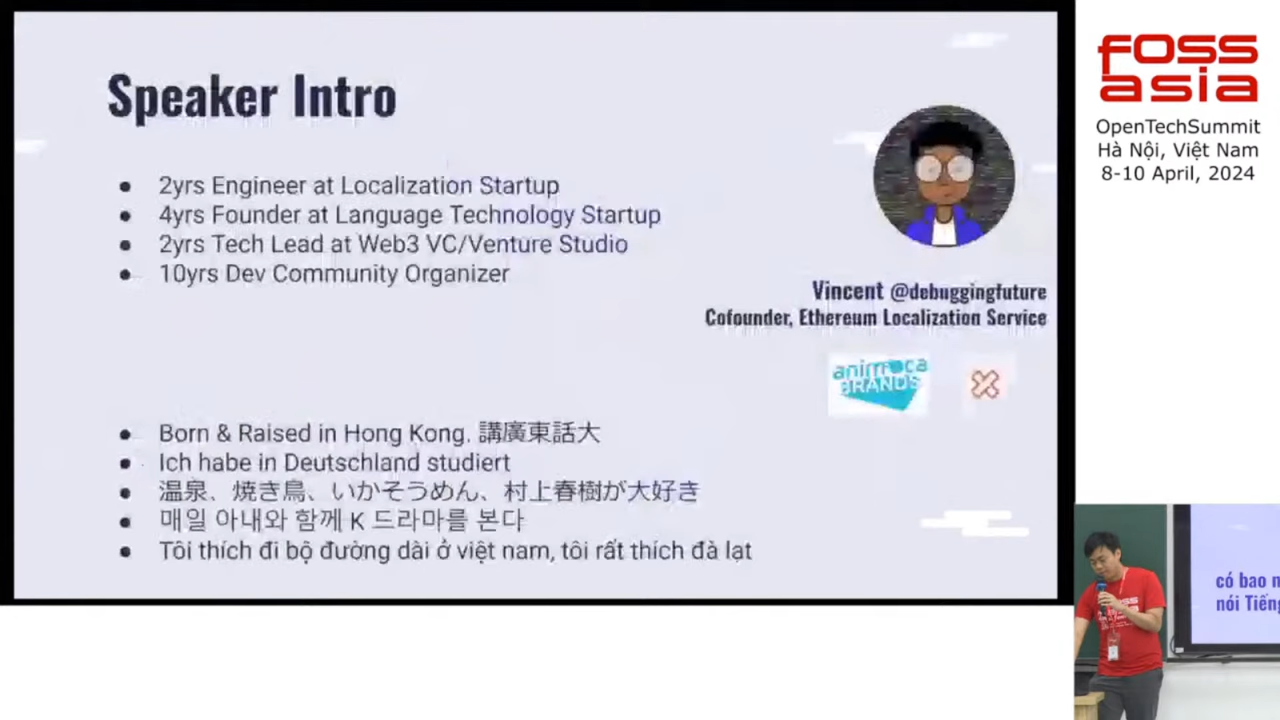 Speaker Intro
• 2yrs Engineer at Localization Startup
• 4yrs Founder at Language Technology Startup
• 2yrs Tech Lead at Web3 VC/Venture Studio
• 10yrs Dev Community Organizer
Vincent @debuggingfuture
Cofounder, Ethereum Localization Service
animoca
BRANDS
• Born & Raised in Hong Kong. 講廣東話大
• Ich habe in Deutschland studiert
• 温泉、焼き鳥、いかそうめん、村上春樹が大好き
• 매일 아내와 함께 K 드라마를 본다
• Tôi thích đi bộ đường dài ở việt nam, tôi rất thích đà lạt
FOSS
asia
OpenTechSummit
Hà Nội, Việt Nam
8-10 April, 2024
có bao
nói
FOSS